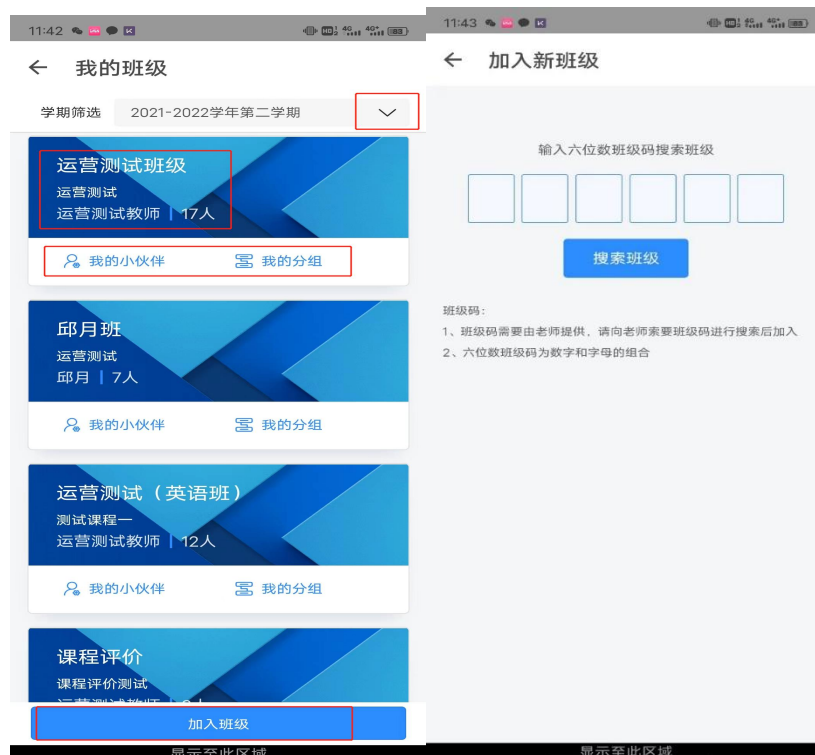 11:42
我的班级
学期筛选 2021-2022学年第二学期
运营测试班级
运营测试
运营测试教师 | 17人
我的小伙伴 我的分组
邱月班
运营测试
邱月 | 7人
我的小伙伴 我的分组
运营测试（英语班）
测试课程一
运营测试教师 | 12人
我的小伙伴 我的分组
课程评价
课程评价测试
加入班级
显示至此区域
11:43
加入新班级
输入六位数班级码搜索班级
搜索班级
班级码:
1、班级码需要由老师提供，请向老师索要班级码进行搜索后加入
2、六位数班级码为数字和字母的组合
显示至此区域